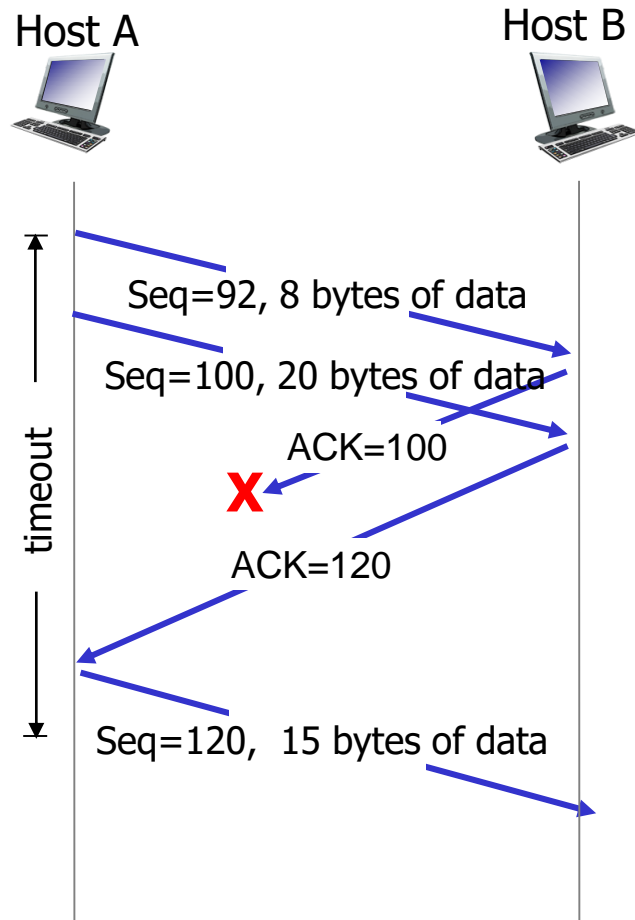 Host A
Host B
Seq=92, 8 bytes of data
Seq=100, 20 bytes of data
ACK=100
X
timeout
ACK=120
Seq=120, 15 bytes of data